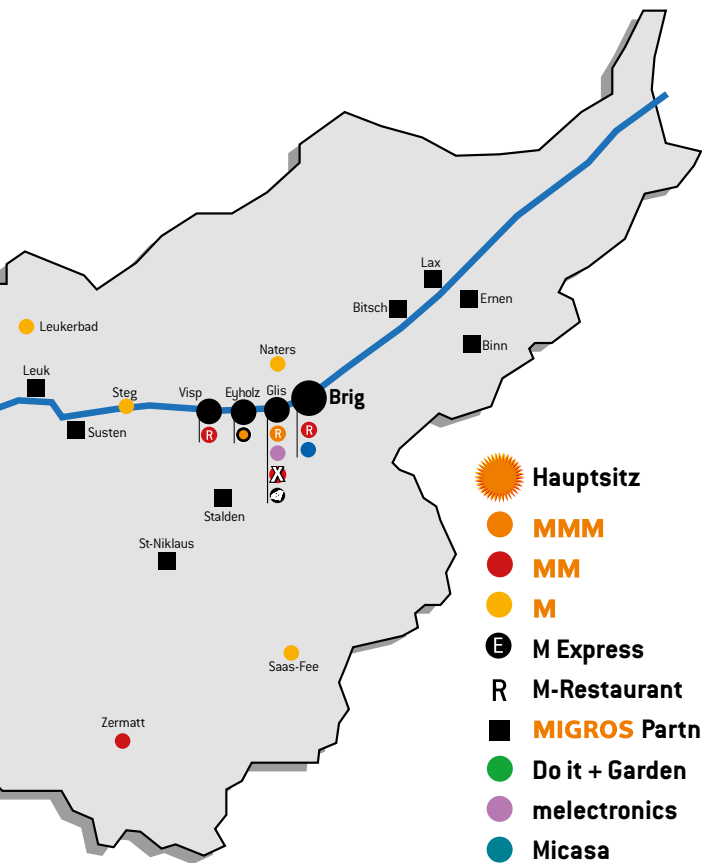 Lax
Bitsch
Ernen
Binn
Leukerbad
Naters
Leuk
Steg
Visp
Eyholz
Glis
Brig
Susten
R
R
R
X
Stalden
St-Niklaus
Saas-Fee
Zermatt
Hauptsitz
MMM
MM
M
E M Express
R M-Restaurant
MIGROS Partn
Do it + Garden
melectronics
Micasa